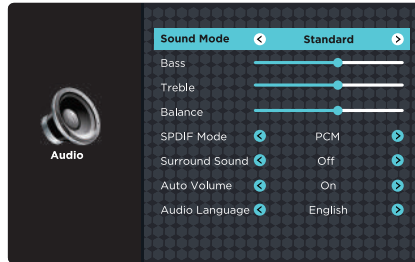 Sound Mode Standard
Bass
Treble
Balance
SPDIF Mode PCM
Surround Sound Off
Auto Volume On
Audio Language English
Audio